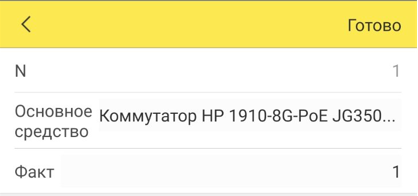 Готово
N 1
Основное средство Коммутатор HP 1910-8G-PoE JG350...
Факт 1